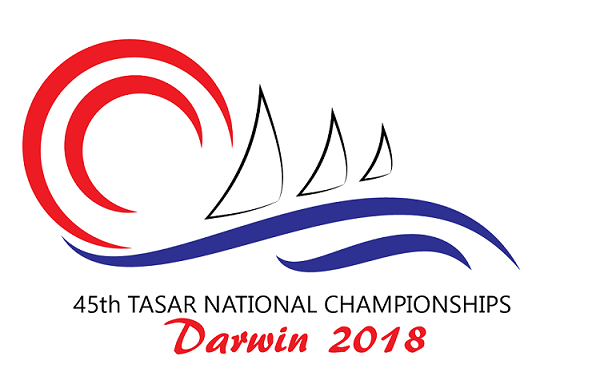 45th TASAR NATIONAL CHAMPIONSHIPS
Darwin 2018